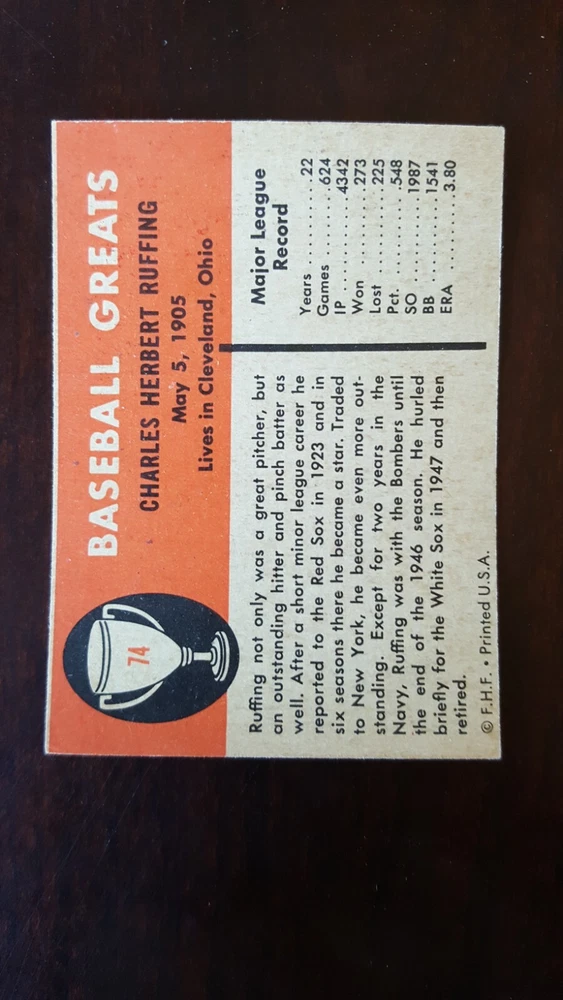 74
BASEBALL GREATS
CHARLES HERBERT RUFFING
May 5, 1905
Lives in Cleveland, Ohio
Ruffing not only was a great pitcher, but
an outstanding hitter and pinch batter as
well. After a short minor league career he
reported to the Red Sox in 1923 and in
six seasons there he became a star. Traded
to New York, he became even more out-
standing. Except for two years in the
Navy, Ruffing was with the Bombers until
the end of the 1946 season. He hurled
briefly for the White Sox in 1947 and then
retired.
© F.H.F. • Printed U.S.A.
Major League
Record
Years .......... 22
Games ........ 624
IP ............ 4342
Won .......... 273
Lost .......... 225
Pct. .......... .548
SO .......... 1987
BB .......... 1541
ERA .......... 3.80